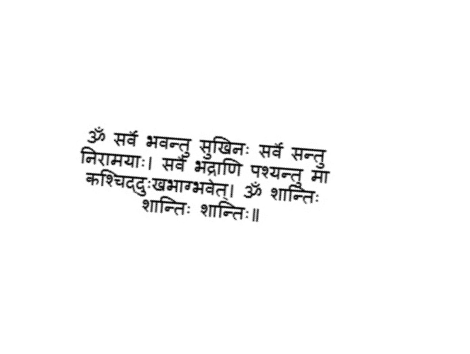 ॐ सर्वे भवन्तु सुखिनः सर्वे सन्तु
निरामयाः। सर्वे भद्राणि पश्यन्तु मा
कश्चिद्दुःखभाग्भवेत्। ॐ शान्तिः
शान्तिः शान्तिः॥